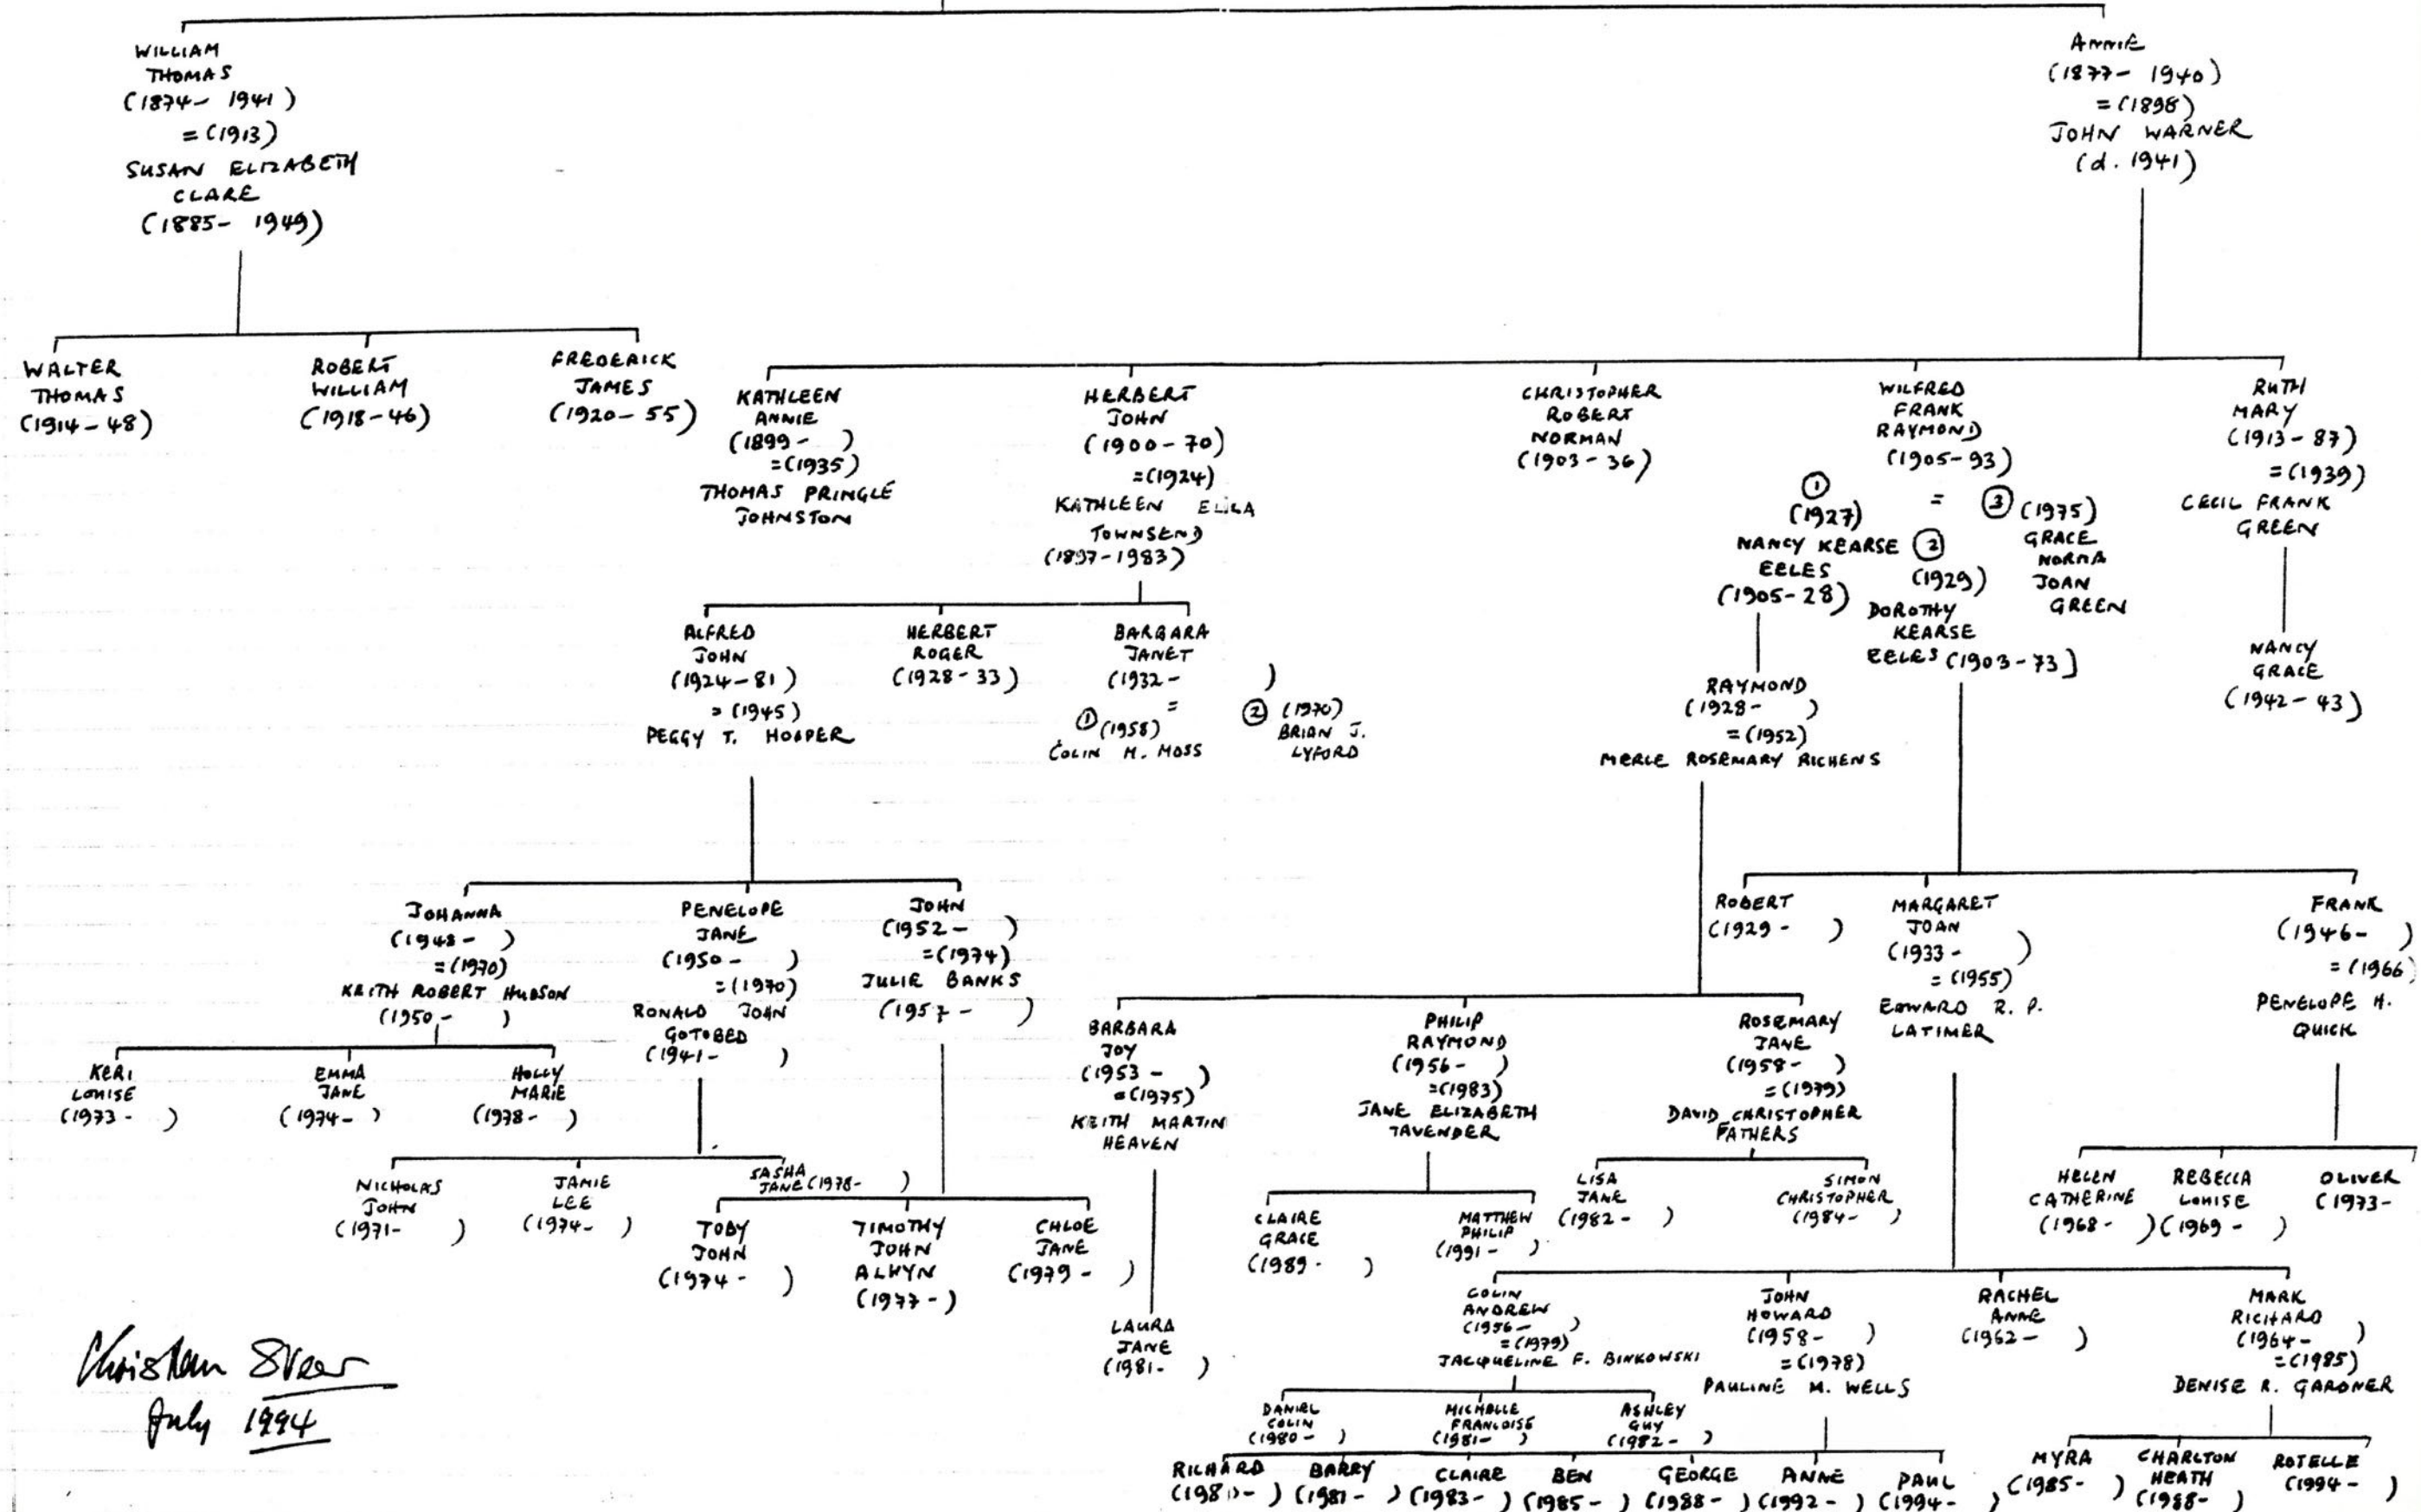 WILLIAM
THOMAS
(1874- 1941)
= (1913)
SUSAN ELIZABETH
CLARE
(1885- 1949)
ANNIE
(1877- 1940)
= (1898)
JOHN WARNER
(d. 1941)
WALTER
THOMAS
(1914-48)
ROBERT
WILLIAM
(1918-46)
FREDERICK
JAMES
(1920-55)
KATHLEEN
ANNIE
(1899- )
=(1935)
THOMAS PRINGLE
JOHNSTON
HERBERT
JOHN
(1900-70)
=(1924)
KATHLEEN ELLA
TOWNSEND
(1897-1983)
CHRISTOPHER
ROBERT
NORMAN
(1903-36)
WILFRED
FRANK
RAYMOND
(1905-93)
=
① (1927)
NANCY KEARSE
EELES
(1905-28)
② (1929)
DOROTHY
KEARSE
EELES (1903-73)
③ (1975)
GRACE
NORMA
JOAN
GREEN
RUTH
MARY
(1913-87)
=(1939)
CECIL FRANK
GREEN
NANCY
GRACE
(1942-43)
ALFRED
JOHN
(1924-81)
= (1945)
PEGGY T. HOOPER
HERBERT
ROGER
(1928-33)
BARBARA
JANET
(1932- )
=
① (1958)
COLIN M. MOSS
② (1970)
BRIAN J.
LYFORD
RAYMOND
(1928- )
=(1952)
MERLE ROSEMARY RICHENS
JOHANNA
(1948- )
=(1970)
KEITH ROBERT HUDSON
(1950- )
PENELOPE
JANE
(1950- )
=(1970)
RONALD JOHN
GOTOBED
(1941- )
JOHN
(1952- )
=(1974)
JULIE BANKS
(1957- )
ROBERT
(1929- )
MARGARET
JOAN
(1933- )
= (1955)
EDWARD R. P.
LATIMER
FRANK
(1946- )
= (1966)
PENELOPE H.
QUICK
KERI
LOUISE
(1973- )
EMMA
JANE
(1974- )
HOLLY
MARIE
(1978- )
BARBARA
JOY
(1953- )
=(1975)
KEITH MARTIN
HEAVEN
PHILIP
RAYMOND
(1956- )
=(1983)
JANE ELIZABETH
TAVENDER
ROSEMARY
JANE
(1958- )
=(1979)
DAVID CHRISTOPHER
FATHERS
NICHOLAS
JOHN
(1971- )
JAMIE
LEE
(1974- )
SASHA
JANE (1978- )
TOBY
JOHN
(1974- )
TIMOTHY
JOHN
ALWYN
(1977-)
CHLOE
JANE
(1979- )
LAURA
JANE
(1981- )
CLAIRE
GRACE
(1989- )
MATTHEW
PHILIP
(1991- )
LISA
JANE
(1982- )
SIMON
CHRISTOPHER
(1984- )
HELEN
CATHERINE
(1968- )
REBECCA
LOUISE
(1969- )
OLIVER
(1973-
COLIN
ANDREW
(1956- )
=(1979)
JACQUELINE F. BINKOWSKI
JOHN
HOWARD
(1958- )
=(1978)
PAULINE M. WELLS
RACHEL
ANNE
(1962- )
MARK
RICHARD
(1964- )
=(1985)
DENISE R. GARDNER
DANIEL
COLIN
(1980- )
MICHELLE
FRANCOISE
(1981- )
ASHLEY
GUY
(1982- )
RICHARD
BARRY
(1981- )
CLAIRE
(1983- )
BEN
(1985- )
GEORGE
(1988- )
ANNE
(1992- )
PAUL
(1994- )
MYRA
(1985- )
CHARLTON
HEATH
(1988- )
ROTELLE
(1994- )
Christian Steer
July 1994